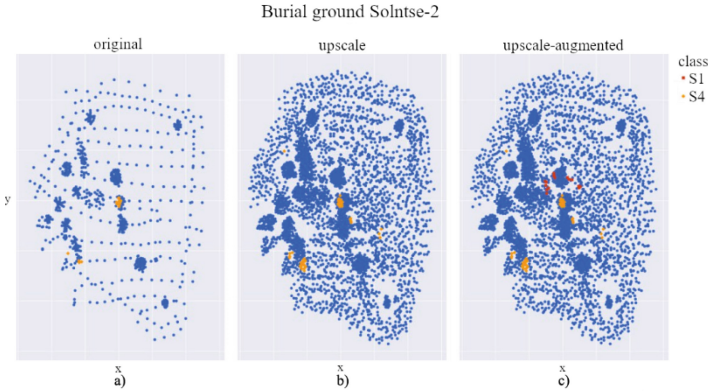 Burial ground Solntse-2
original
upscale
upscale-augmented
class
S1
S4
y
x
x
x
a)
b)
c)